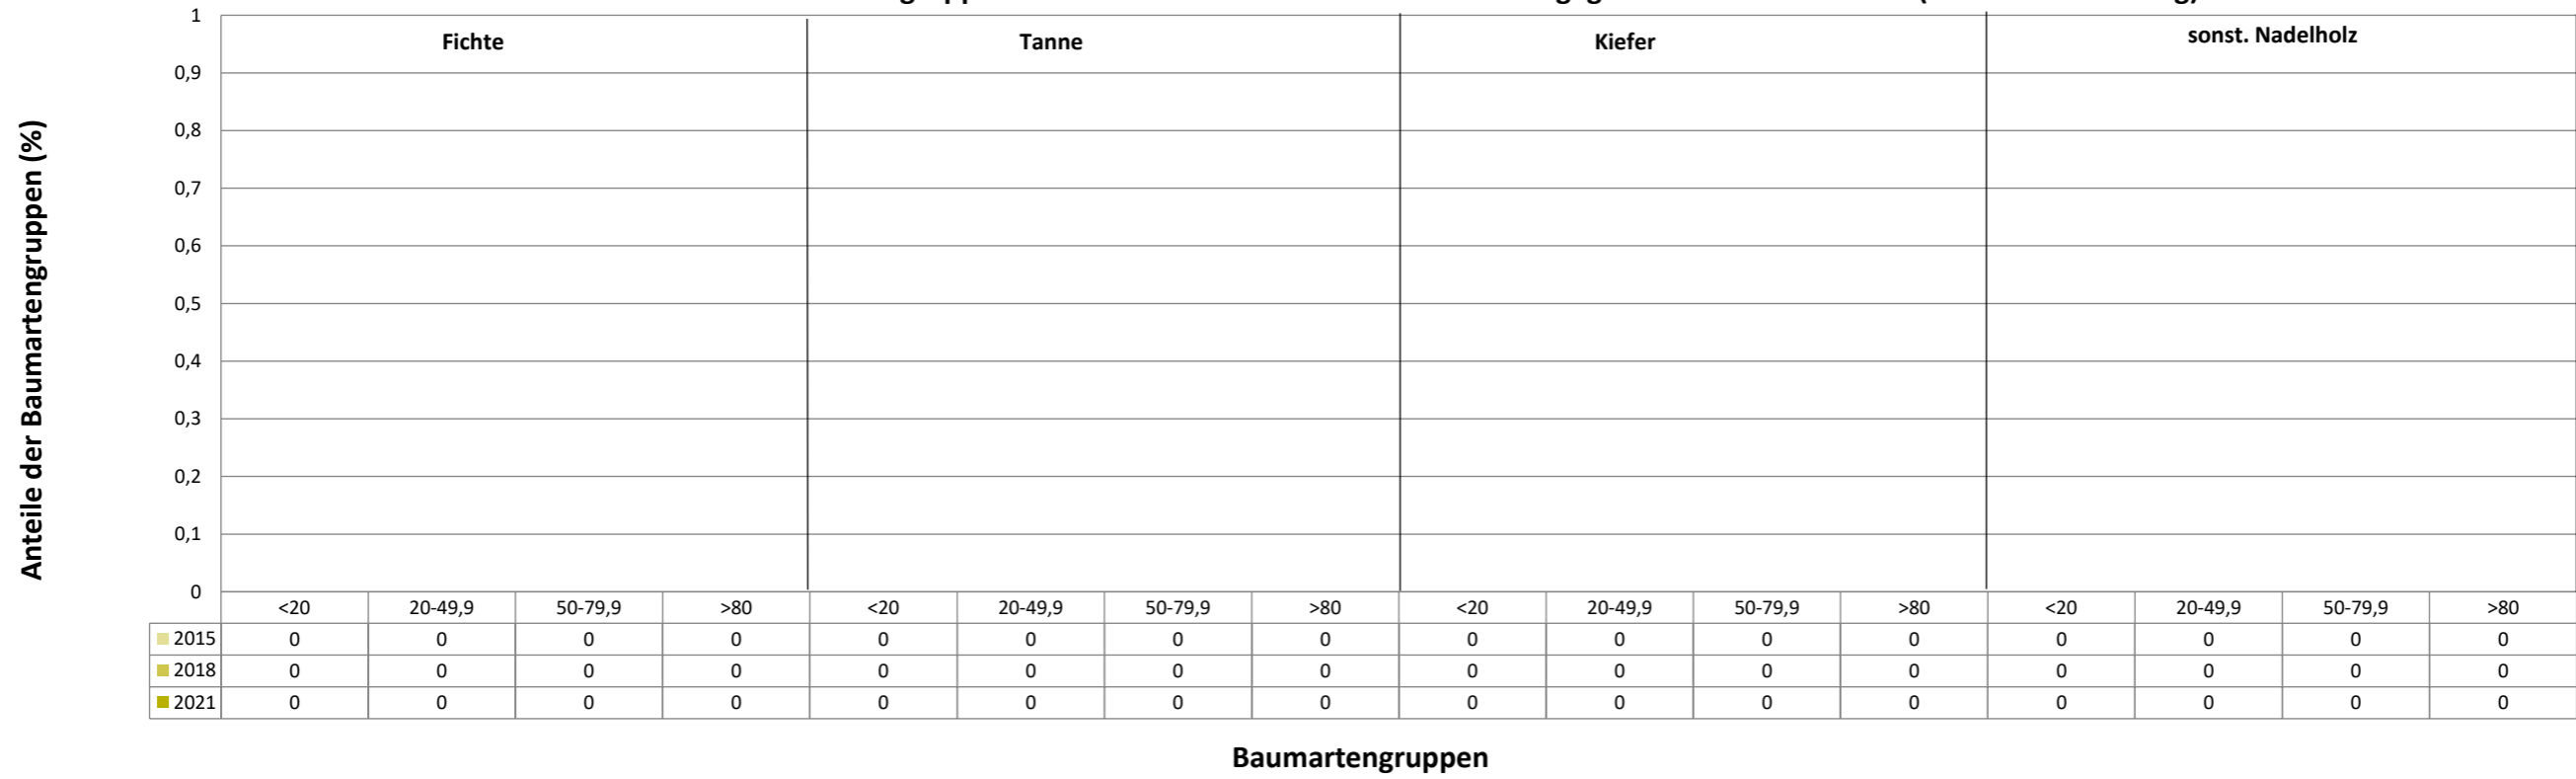 1
Fichte Tanne Kiefer sonst. Nadelholz
0,9
0,8
0,7
0,6
0,5
0,4
0,3
0,2
0,1
0
Anteile der Baumartengruppen (%)
<20 20-49,9 50-79,9 >80 <20 20-49,9 50-79,9 >80 <20 20-49,9 50-79,9 >80 <20 20-49,9 50-79,9 >80
2015 0 0 0 0 0 0 0 0 0 0 0 0 0 0 0 0
2018 0 0 0 0 0 0 0 0 0 0 0 0 0 0 0 0
2021 0 0 0 0 0 0 0 0 0 0 0 0 0 0 0 0
Baumartengruppen